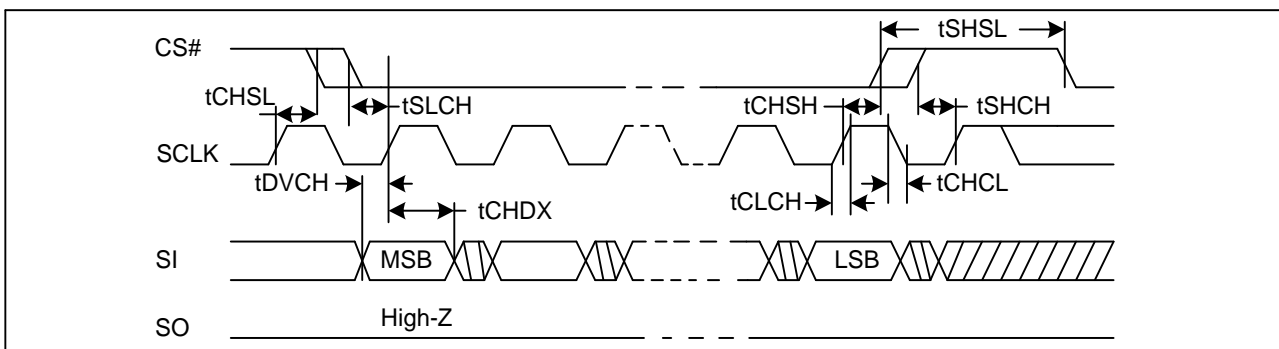 tSHSL
CS#
tCHSL
tSLCH
tCHSH
tSHCH
SCLK
tDVCH
tCHDX
tCLCH
tCHCL
SI
MSB
LSB
High-Z
SO